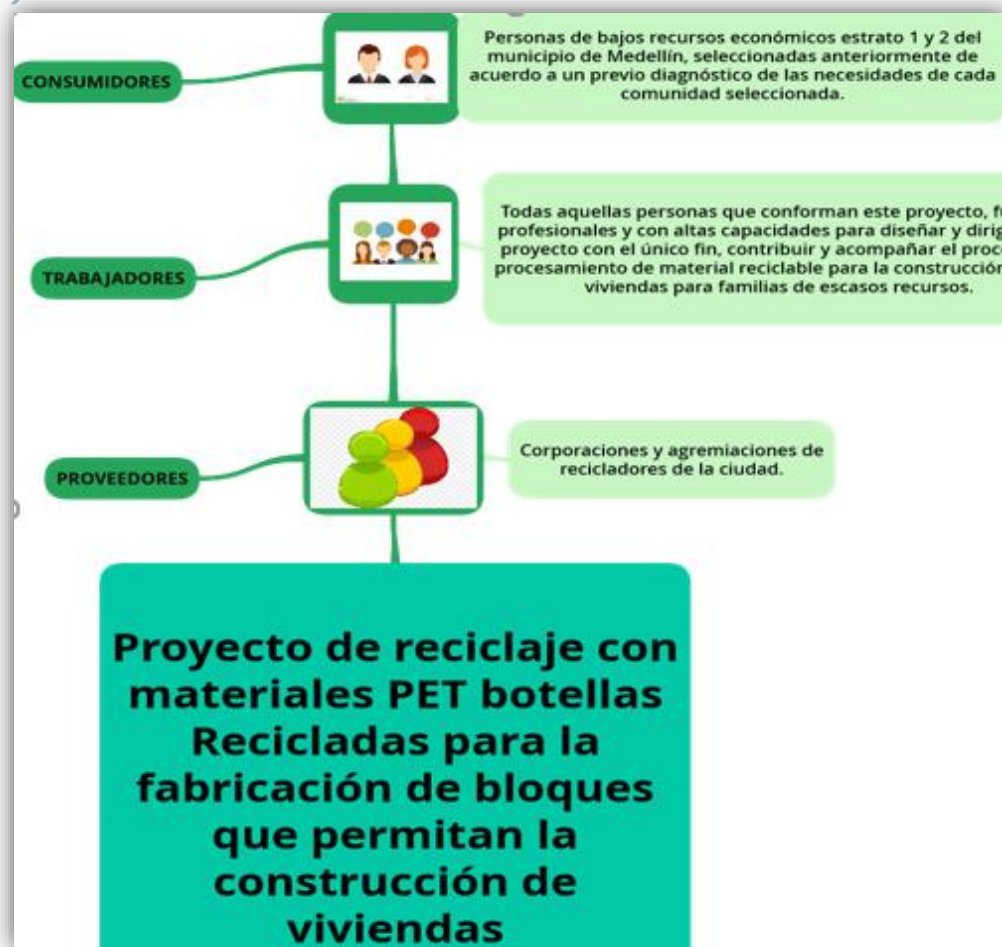 CONSUMIDORES
Personas de bajos recursos económicos estrato 1 y 2 del
municipio de Medellín, seleccionadas anteriormente de
acuerdo a un previo diagnóstico de las necesidades de cada
comunidad seleccionada.
TRABAJADORES
Todas aquellas personas que conforman este proyecto,
profesionales y con altas capacidades para diseñar y
proyecto con el único fin, contribuir y acompañar el
procesamiento de material reciclable para la construcción
viviendas para familias de escasos recursos.
PROVEEDORES
Corporaciones y agremiaciones de
recicladores de la ciudad.
Proyecto de reciclaje con
materiales PET botellas
Recicladas para la
fabricación de bloques
que permitan la
construcción de
viviendas